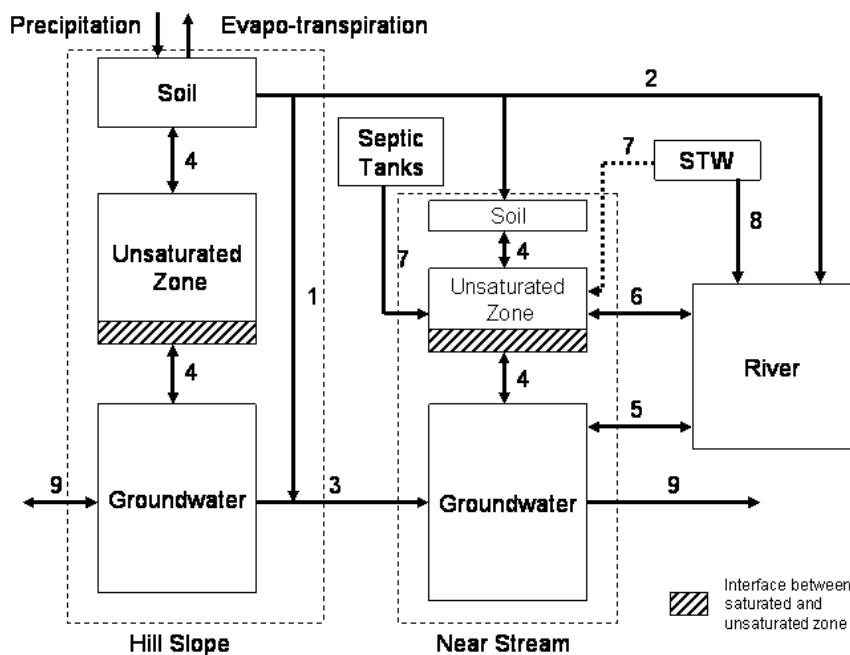 Precipitation
Evapo-transpiration
Soil
2
4
Septic
Tanks
7
STW
Soil
8
Unsaturated
Zone
7
4
1
Unsaturated
Zone
6
River
4
4
5
9
Groundwater
3
Groundwater
9
Interface between
saturated and
unsaturated zone
Hill Slope
Near Stream